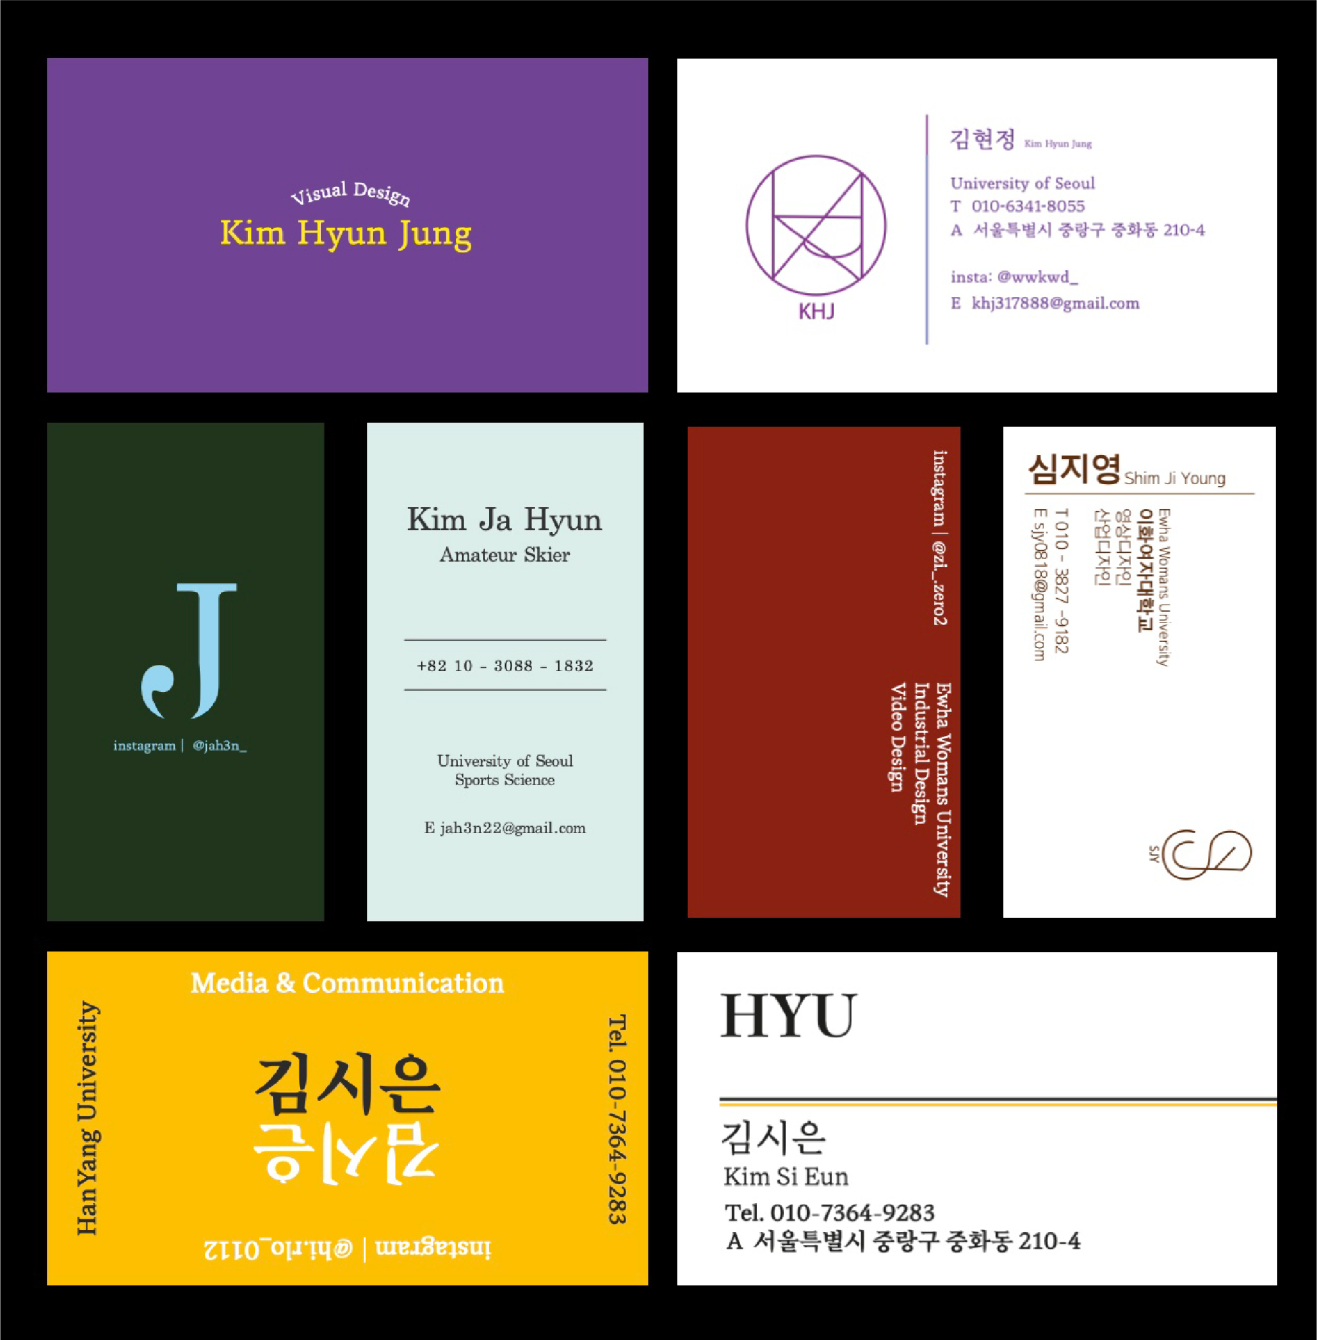 Visual Design
Kim Hyun Jung
KHJ
김현정 Kim Hyun Jung
University of Seoul
T 010-6341-8055
A 서울특별시 중랑구 중화동 210-4
insta: @wwkwd_
E khj317888@gmail.com
J
instagram | @jah3n_
Kim Ja Hyun
Amateur Skier
+82 10 - 3088 - 1832
University of Seoul
Sports Science
E jah3n22@gmail.com
instagram | @zi._.zero2
Ewha Womans University
Industrial Design
Video Design
심지영 Shim Ji Young
Ewha Womans University
이화여자대학교
영상디자인
산업디자인
T 010 - 3827 -9182
E sjy0818@gmail.com
SJY
Media & Communication
HanYang University
김시은
김시은
Tel. 010-7364-9283
instagram | @hi.rlo_0112
HYU
김시은
Kim Si Eun
Tel. 010-7364-9283
A 서울특별시 중랑구 중화동 210-4